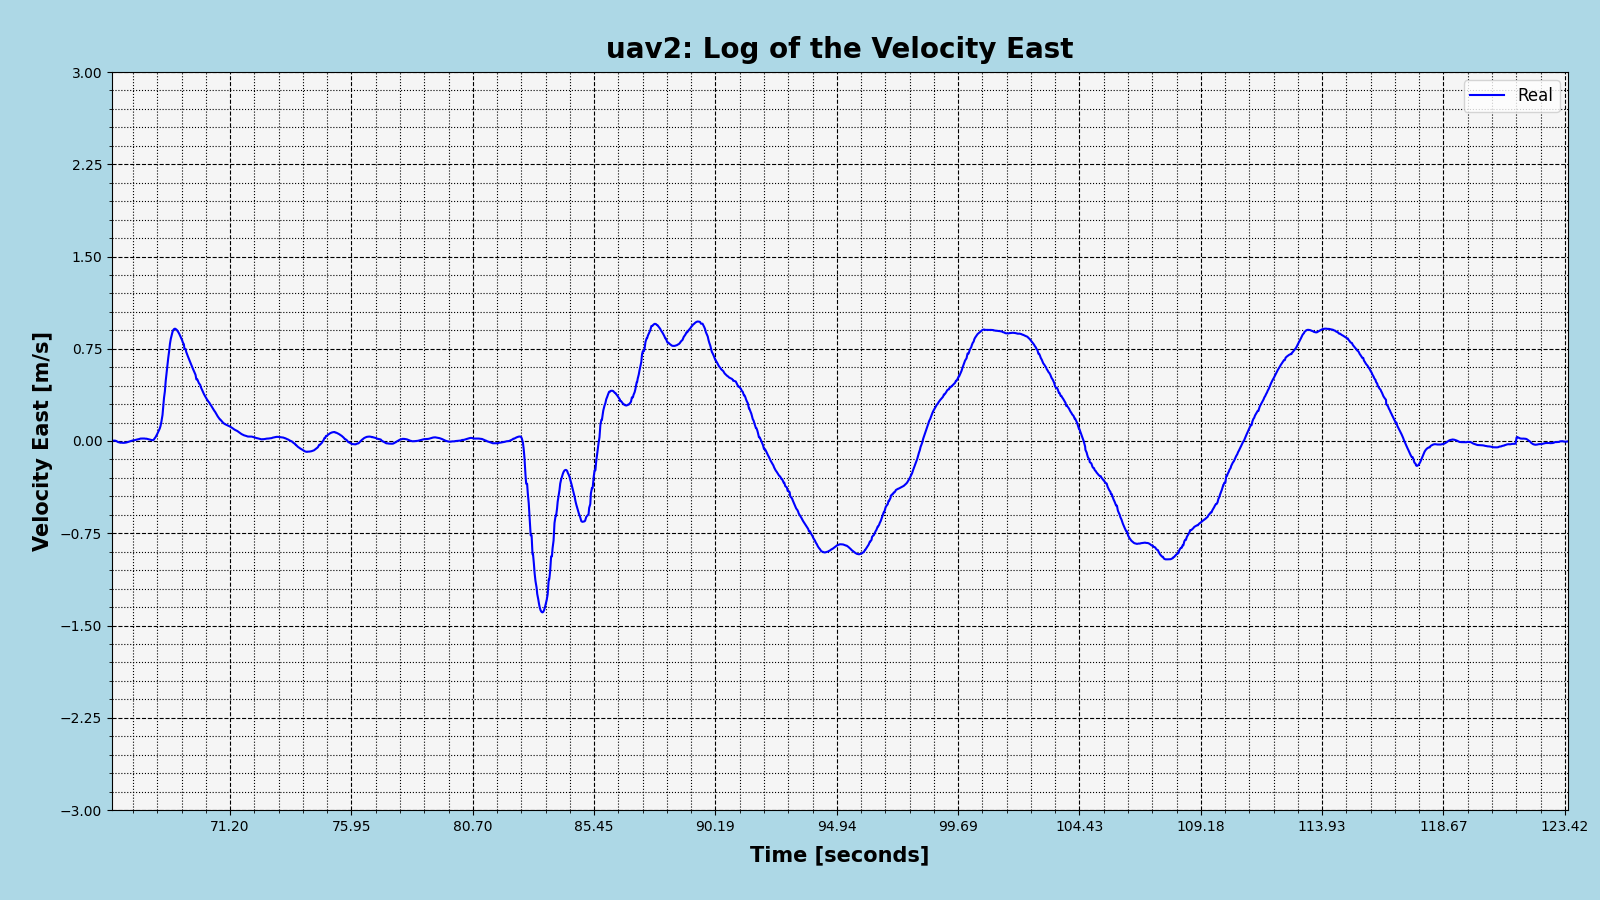 uav2: Log of the Velocity East
3.00
2.25
1.50
0.75
0.00
−0.75
−1.50
−2.25
−3.00
Velocity East [m/s]
Real
71.20 75.95 80.70 85.45 90.19 94.94 99.69 104.43 109.18 113.93 118.67 123.42
Time [seconds]